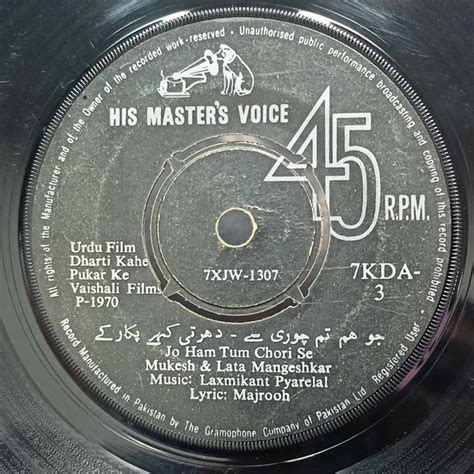 All rights of the Manufacturer and of the Owner of the recorded work-reserved · Unauthorised public performance broadcasting and copying of this record prohibited
HIS MASTER'S VOICE
45
R.P.M.
Urdu Film
Dharti Kahe
Pukar Ke
Vaishali Films
P-1970
7XJW-1307
7KDA-
3
جو ھم تم چوری سے - دھرتی کہے پکار کے
Jo Ham Tum Chori Se
Mukesh & Lata Mangeshkar
Music: Laxmikant Pyarelal
Lyric: Majrooh
Record Manufactured in Pakistan by The Gramophone Company of Pakistan Ltd.